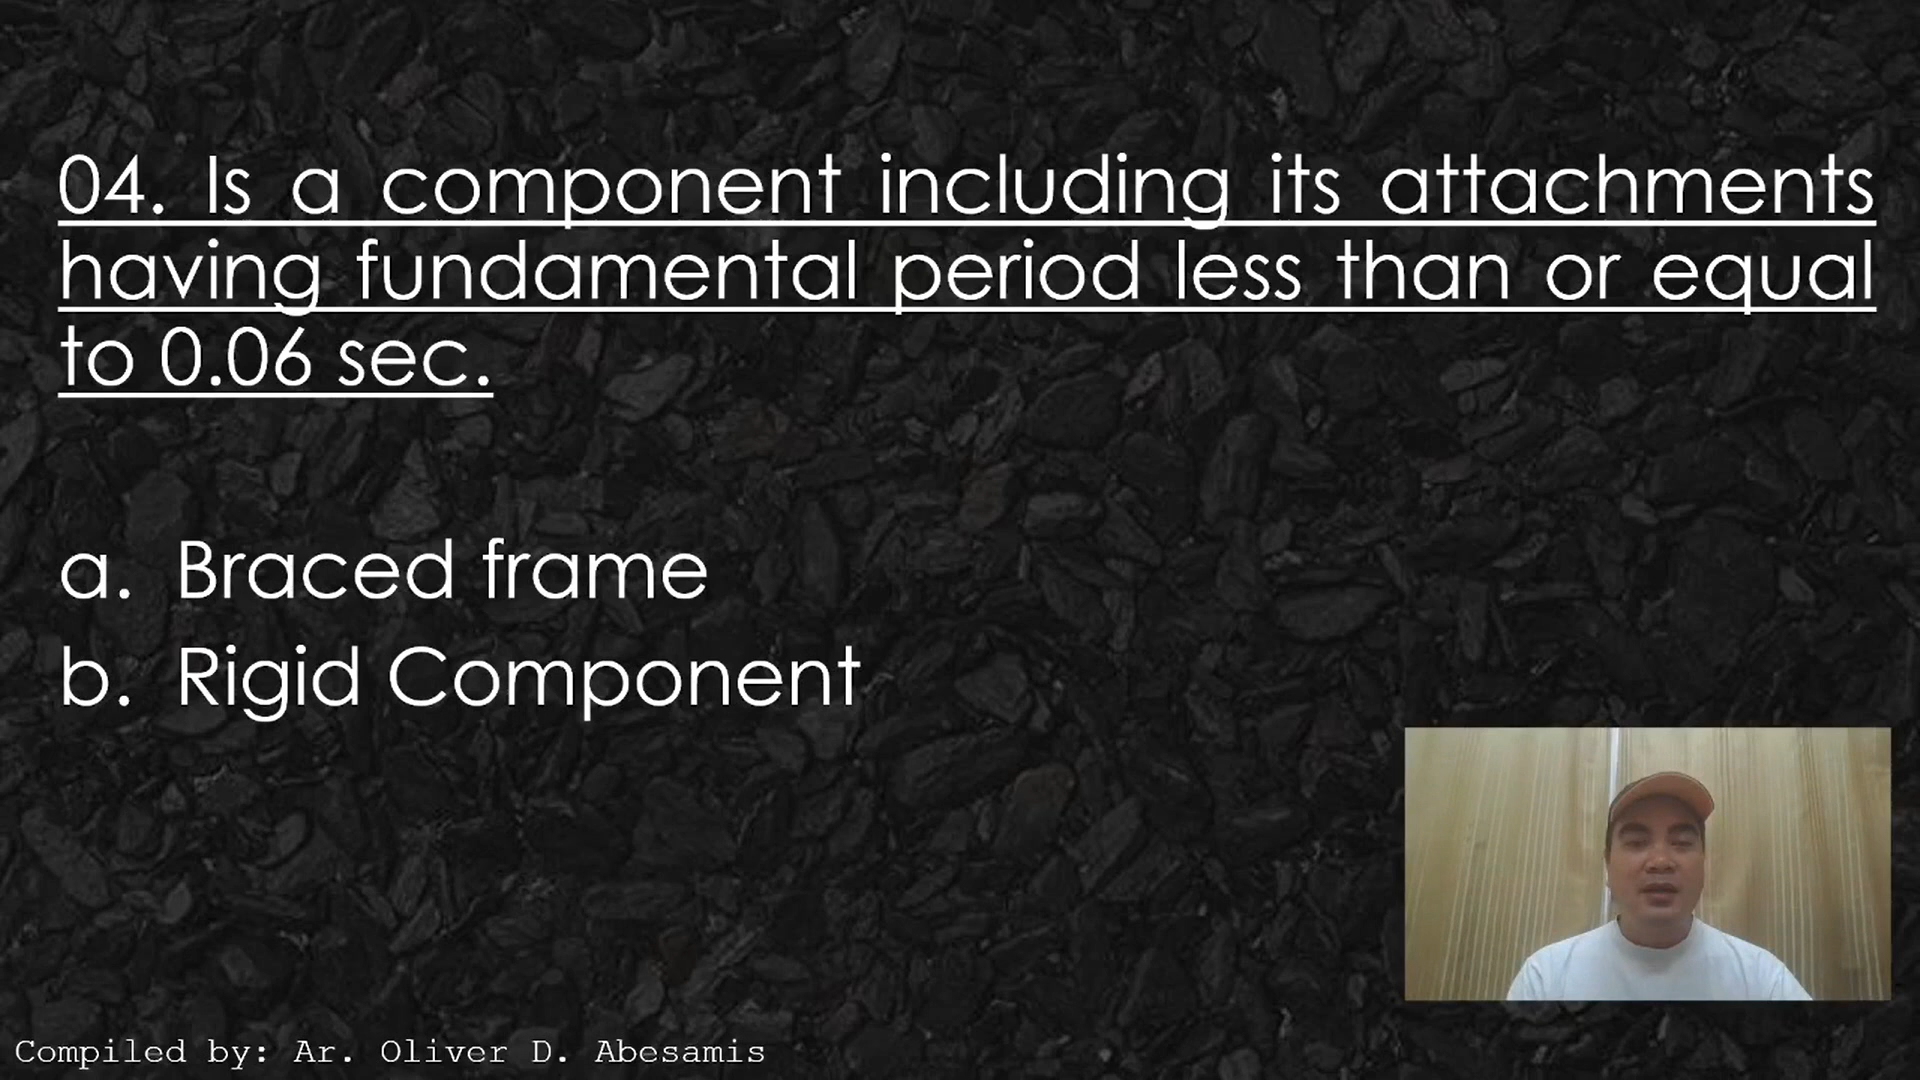 04. Is a component including its attachments
having fundamental period less than or equal
to 0.06 sec.
a. Braced frame
b. Rigid Component
Compiled by: Ar. Oliver D. Abesamis